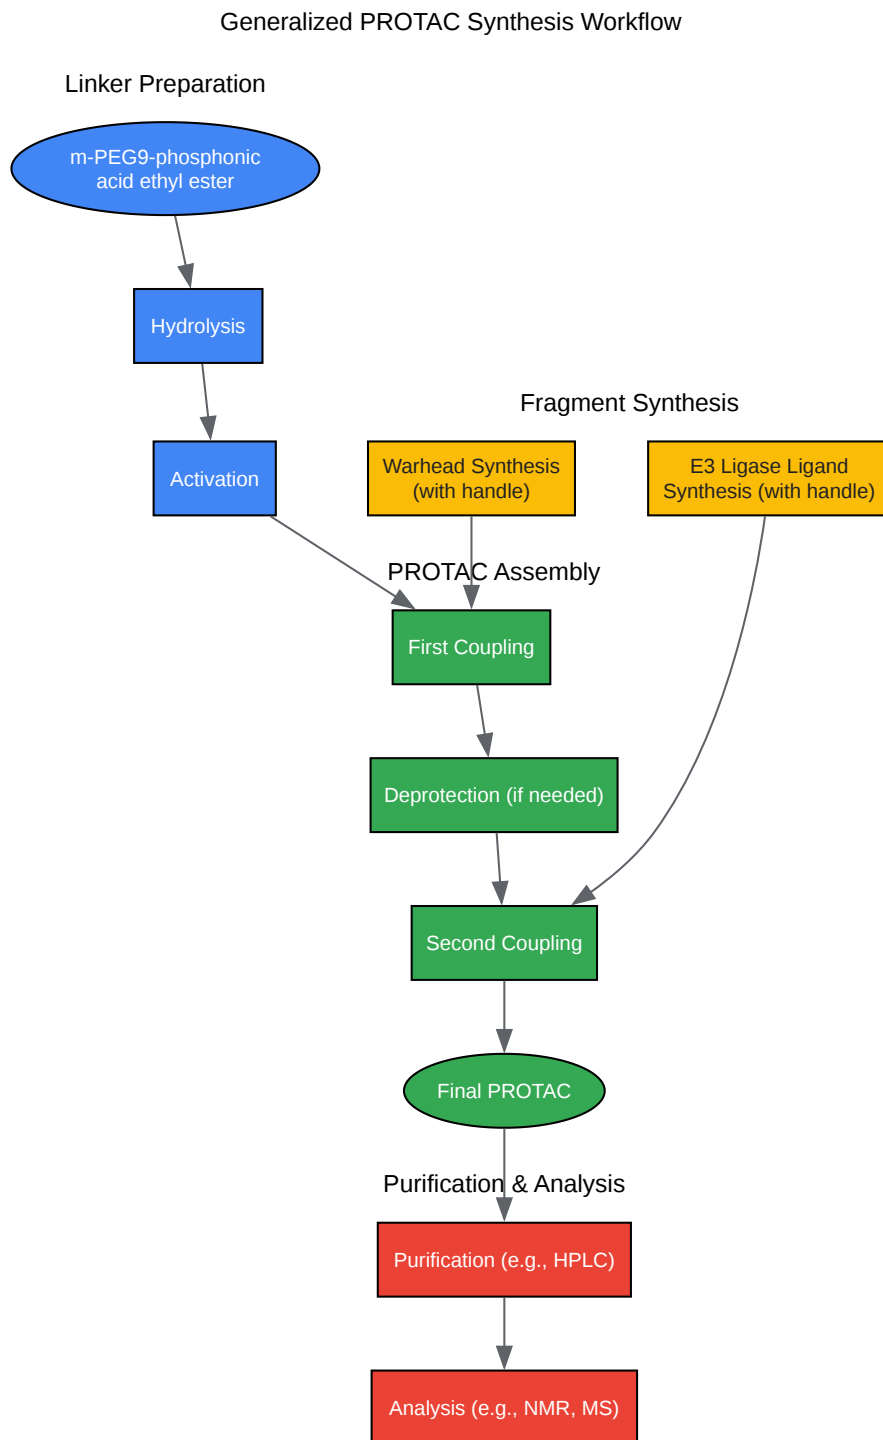 Generalized PROTAC Synthesis Workflow
Linker Preparation
m-PEG9-phosphonic
acid ethyl ester
Hydrolysis
Fragment Synthesis
Activation
Warhead Synthesis
(with handle)
E3 Ligase Ligand
Synthesis (with handle)
PROTAC Assembly
First Coupling
Deprotection (if needed)
Second Coupling
Final PROTAC
Purification & Analysis
Purification (e.g., HPLC)
Analysis (e.g., NMR, MS)